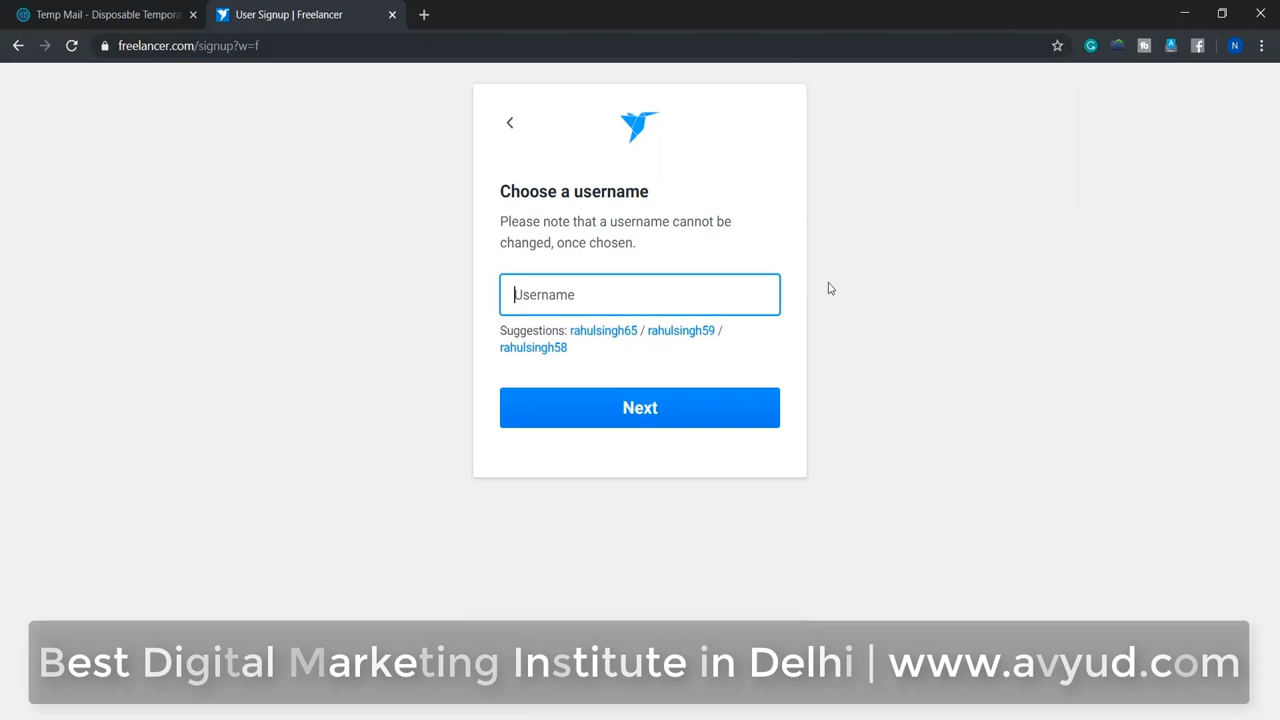 Temp Mail - Disposable Tempora
User Signup | Freelancer
freelancer.com/signup?w=f
N
Choose a username
Please note that a username cannot be
changed, once chosen.
Username
Suggestions: rahulsingh65 / rahulsingh59 /
rahulsingh58
Next
Best Digital Marketing Institute in Delhi | www.avyud.com